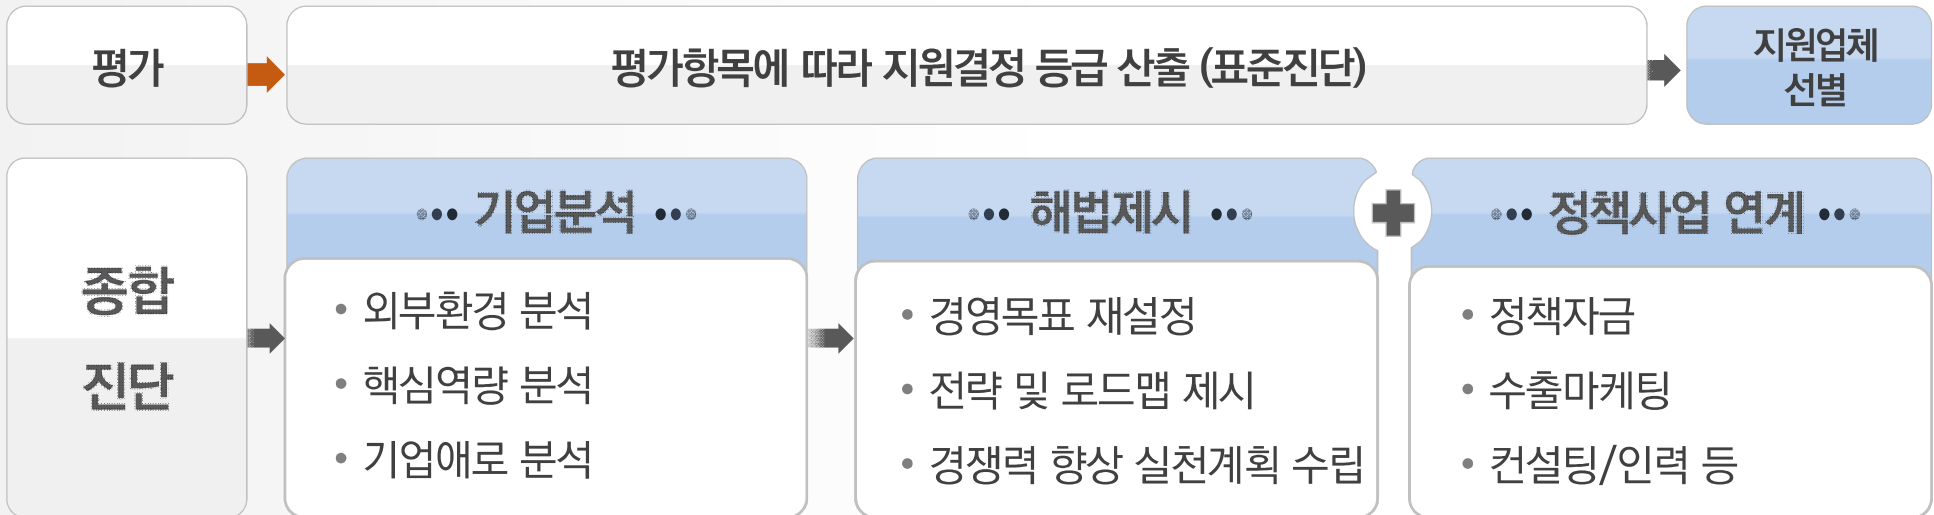 평가
평가항목에 따라 지원결정 등급 산출 (표준진단)
지원업체
선별
종합
진단
기업분석
• 외부환경 분석
• 핵심역량 분석
• 기업애로 분석
해법제시
• 경영목표 재설정
• 전략 및 로드맵 제시
• 경쟁력 향상 실천계획 수립
정책사업 연계
• 정책자금
• 수출마케팅
• 컨설팅/인력 등